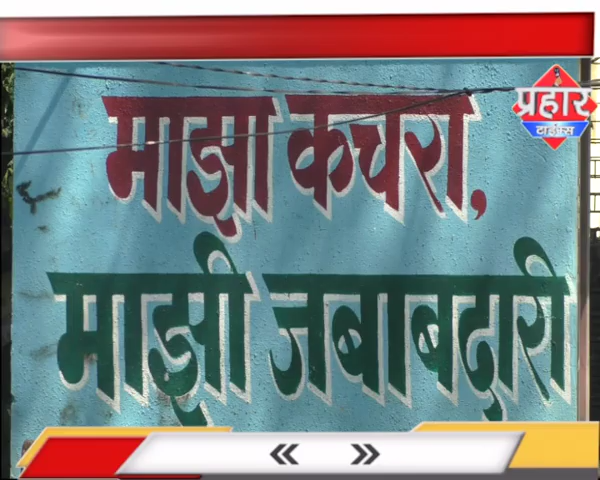 प्रहार
टाईम्स
माझा कचरा,
माझी जबाबदारी